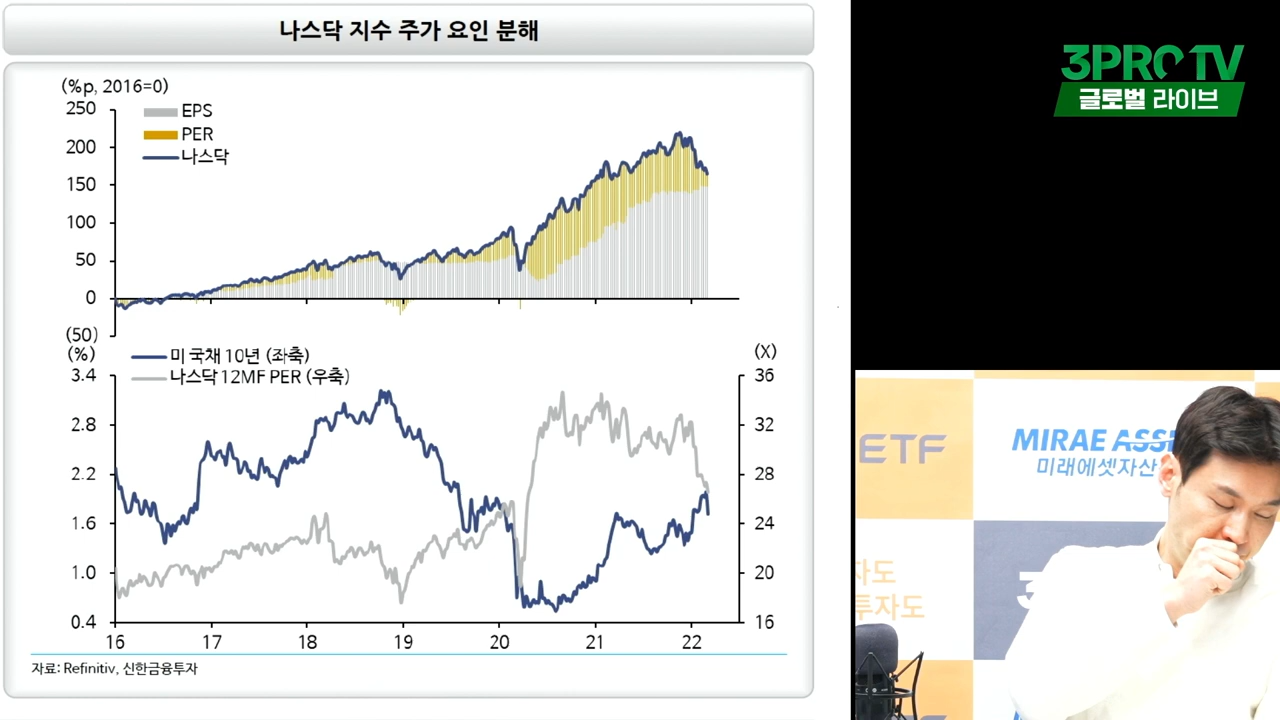 나스닥 지수 주가 요인 분해
3PRO TV
글로벌 라이브
(%p, 2016=0)
250
200
150
100
50
0
(50)
EPS
PER
나스닥
(%)
(X)
미 국채 10년 (좌축)
나스닥 12MF PER (우축)
3.4
2.8
2.2
1.6
1.0
0.4
36
32
28
24
20
16
16 17 18 19 20 21 22
자료: Refinitiv, 신한금융투자
ETF
MIRAE ASSE
미래에셋자산
자도
투자도